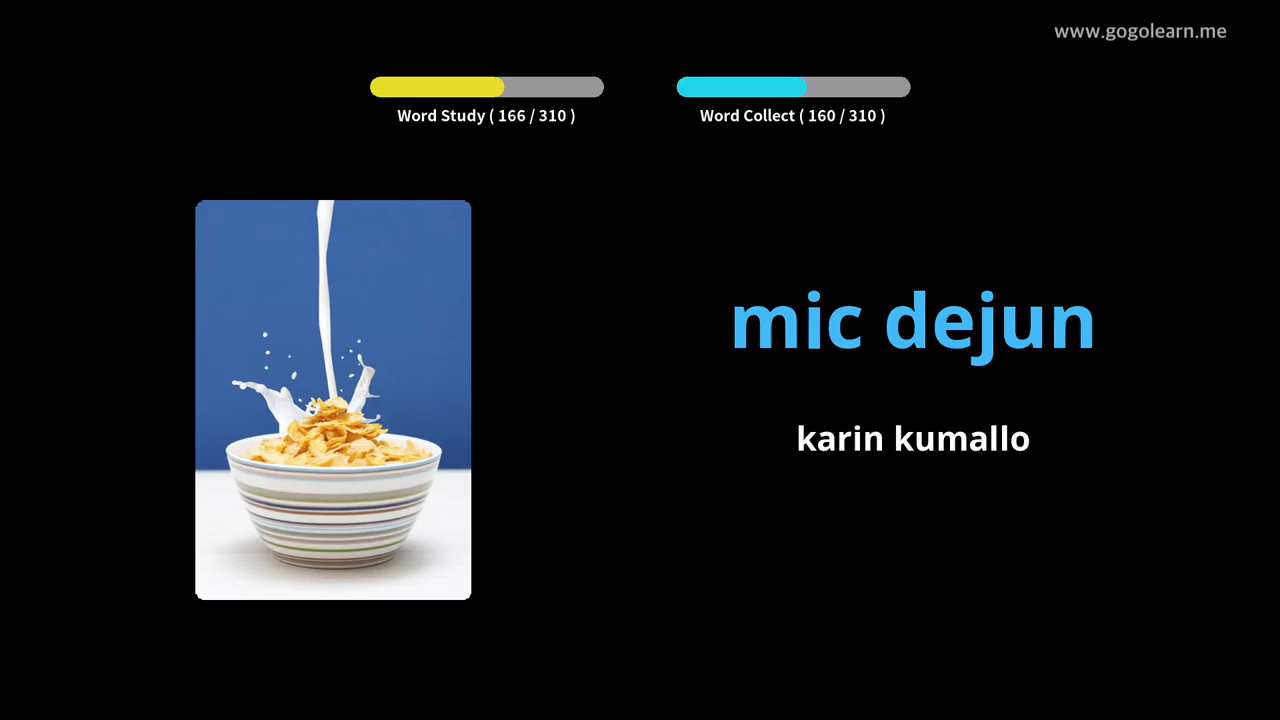 www.gogolearn.me
Word Study ( 166 / 310 )
Word Collect ( 160 / 310 )
mic dejun
karin kumallo